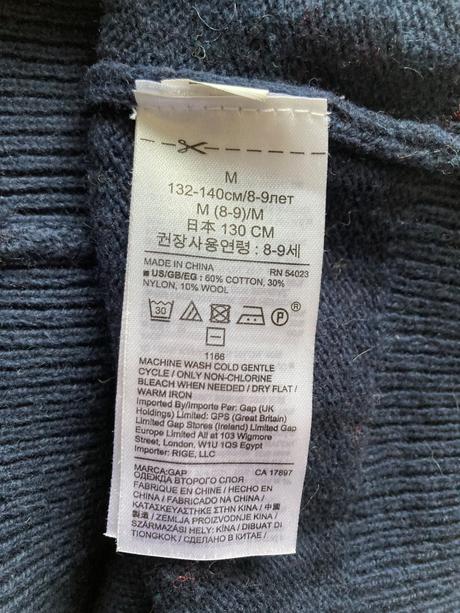 M
132-140см/8-9лет
M (8-9)/M
日本 130 CM
권장사용연령 : 8-9세
MADE IN CHINA RN 54023
■ US/GB/EG : 60% COTTON, 30%
NYLON, 10% WOOL
30 P ®
1166
MACHINE WASH COLD GENTLE
CYCLE / ONLY NON-CHLORINE
BLEACH WHEN NEEDED / DRY FLAT /
WARM IRON
Imported By/Importe Par: Gap (UK
Holdings) Limited: GPS (Great Britain)
Limited Gap Stores (Ireland) Limited Gap
Europe Limited All at 103 Wigmore
Street, London, W1U 1QS Egypt
Importer: RIGE, LLC
MARCA:GAP CA 17897
ОДЕЖДА ВТОРОГО СЛОЯ
FABRIQUE EN CHINE / HECHO EN
CHINA / FABRICADO NA CHINA /
ΚΑΤΑΣΚΕΥΑΣΘΗΚΕ ΣΤΗΝ ΚΙΝΑ / 中國
製造 / ZEMLJA PROIZVODNJE KINA /
SZÁRMAZÁSI HELY: KÍNA / DIBUAT DI
TIONGKOK / СДЕЛАНО В КИТАЕ /